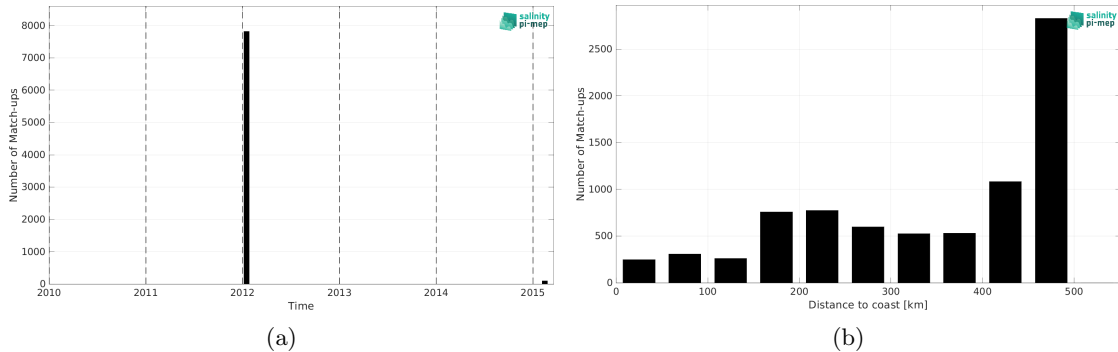 salinity
pi-mep
8000
7000
6000
5000
4000
3000
2000
1000
0
Number of Match-ups
2010 2011 2012 2013 2014 2015
Time
(a)
salinity
pi-mep
2500
2000
1500
1000
500
0
Number of Match-ups
0 100 200 300 400 500
Distance to coast [km]
(b)